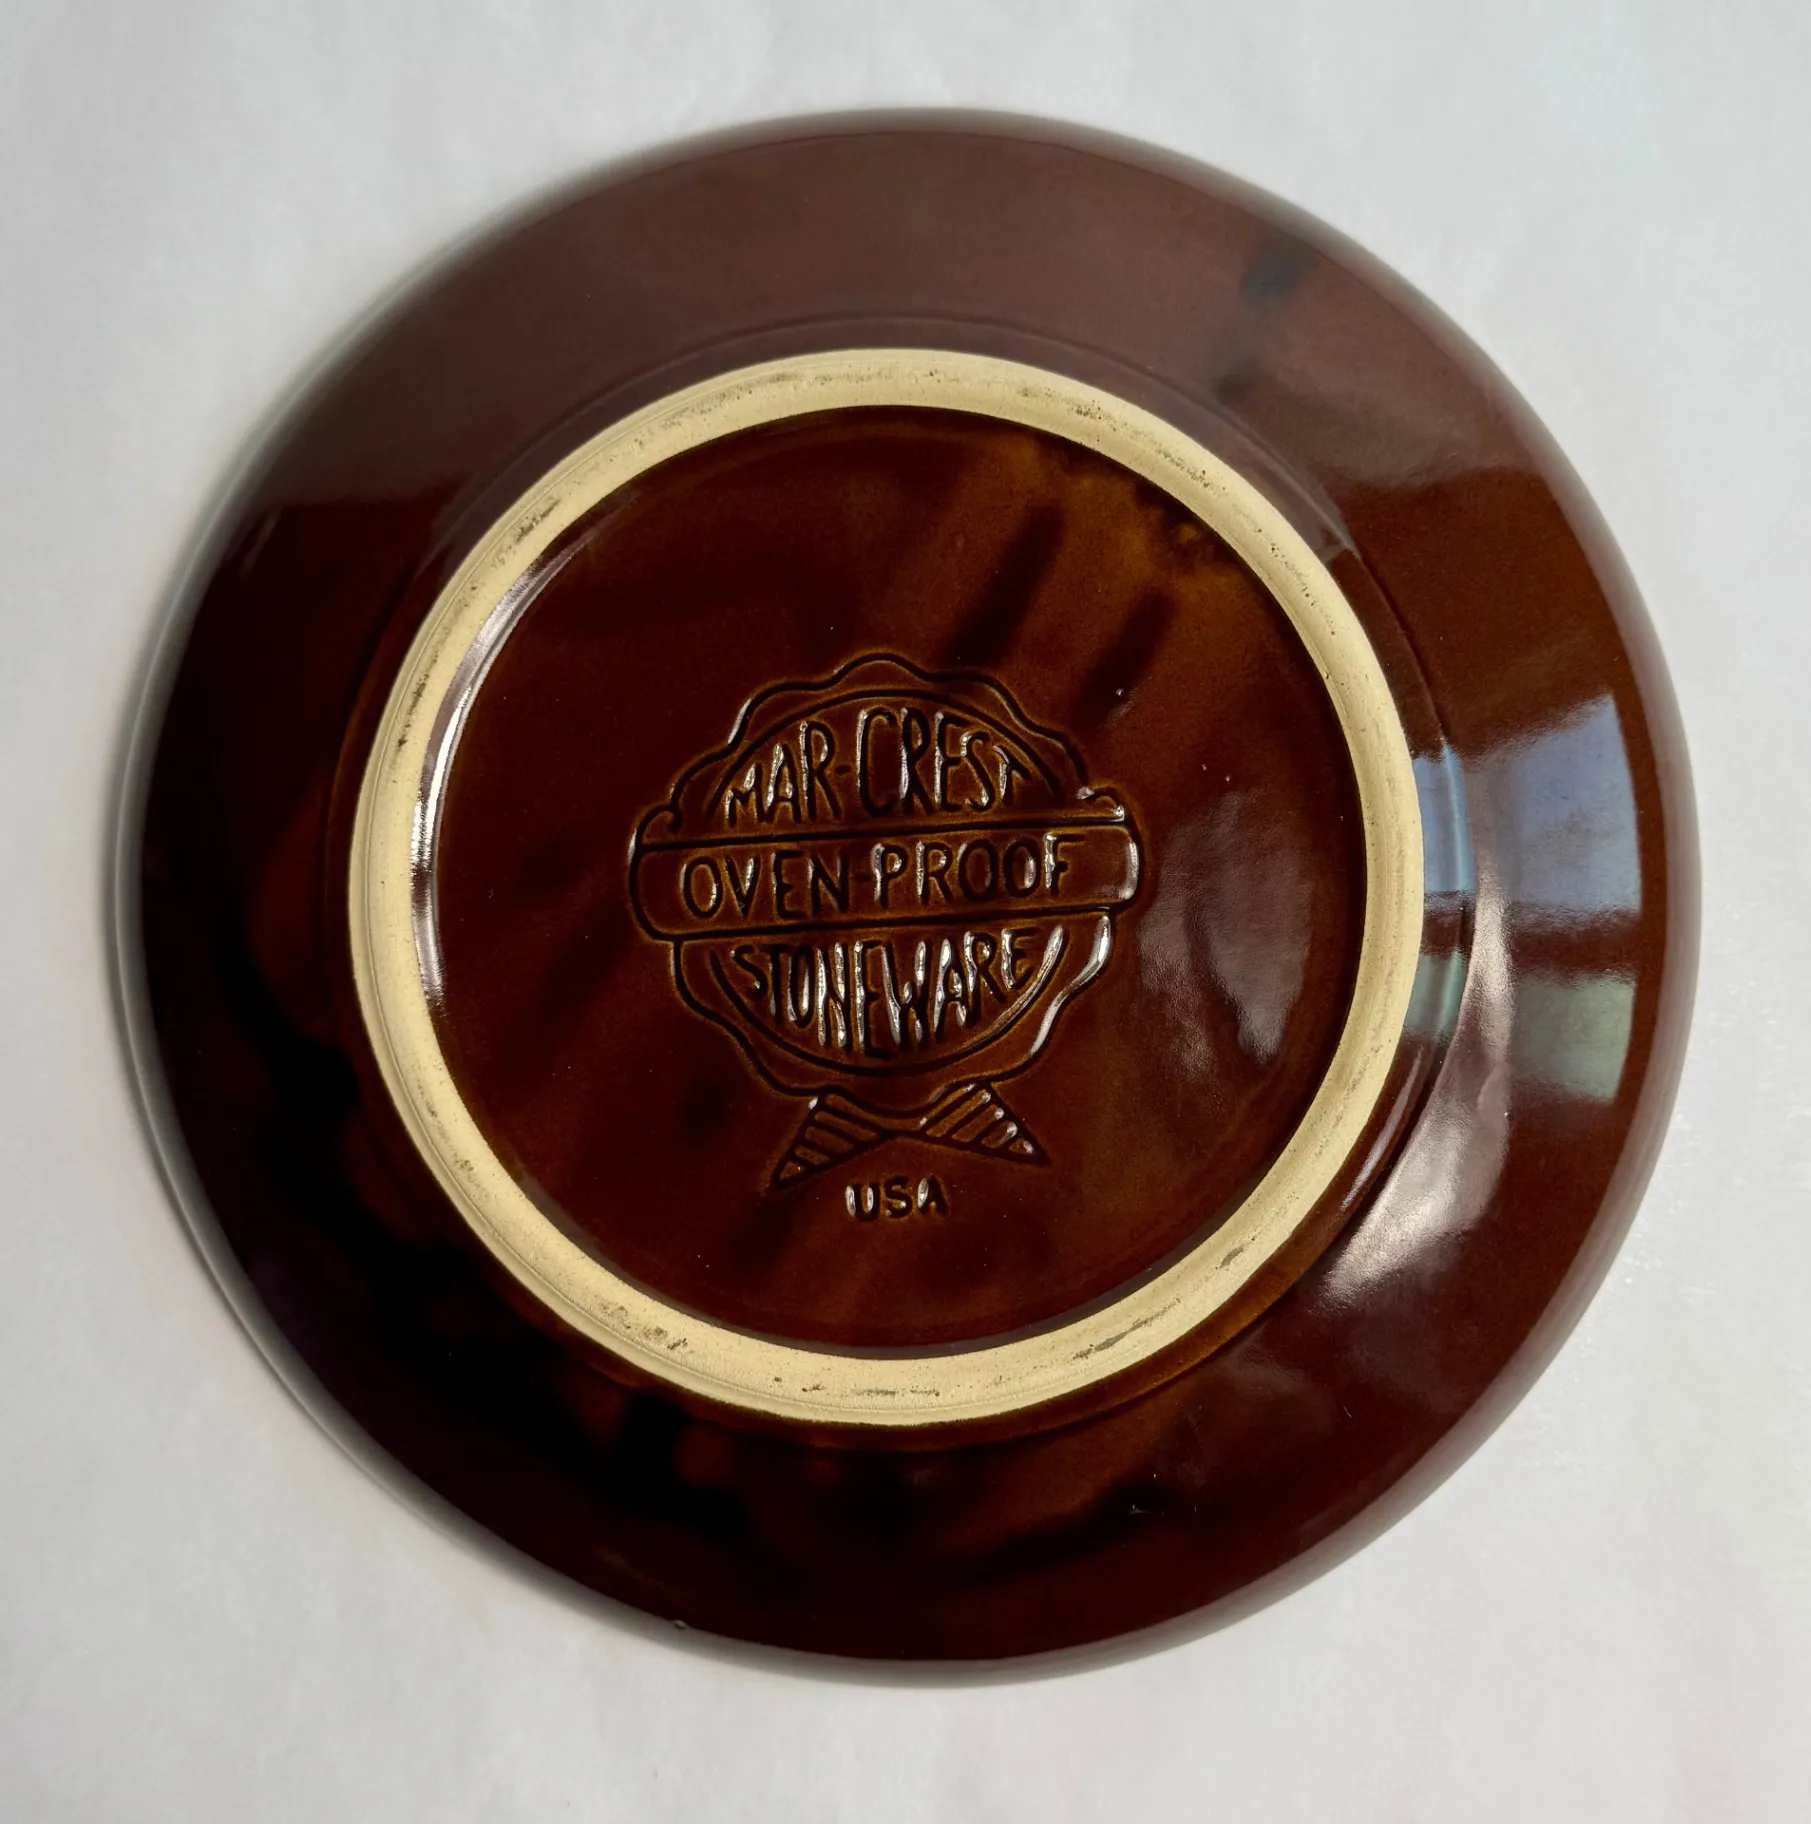 MAR-CREST
OVEN-PROOF
STONEWARE
USA